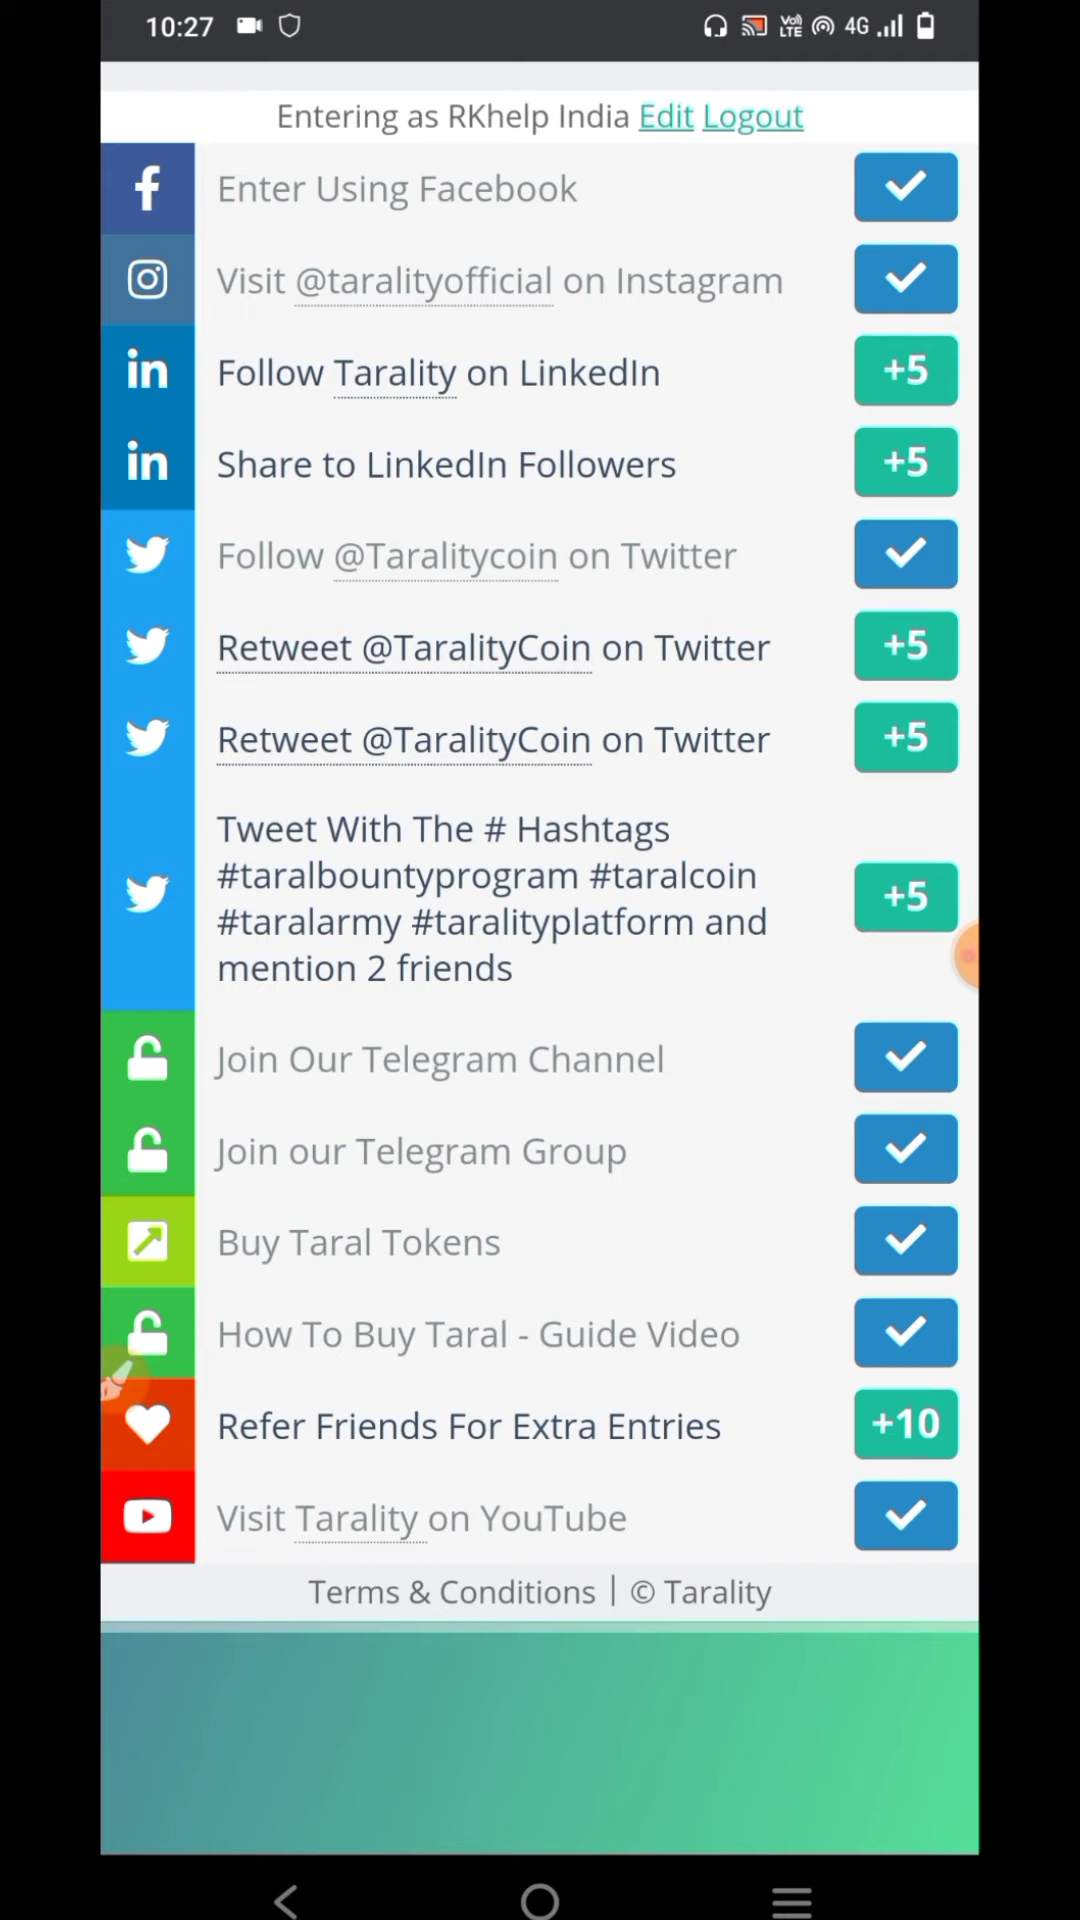 10:27
Vo) LTE 4G
Entering as RKhelp India Edit Logout
Enter Using Facebook
Visit @taralityofficial on Instagram
in Follow Tarality on LinkedIn +5
in Share to LinkedIn Followers +5
Follow @Taralitycoin on Twitter
Retweet @TaralityCoin on Twitter +5
Retweet @TaralityCoin on Twitter +5
Tweet With The # Hashtags
#taralbountyprogram #taralcoin
#taralarmy #taralityplatform and
mention 2 friends
+5
Join Our Telegram Channel
Join our Telegram Group
Buy Taral Tokens
How To Buy Taral - Guide Video
Refer Friends For Extra Entries +10
Visit Tarality on YouTube
Terms & Conditions | © Tarality